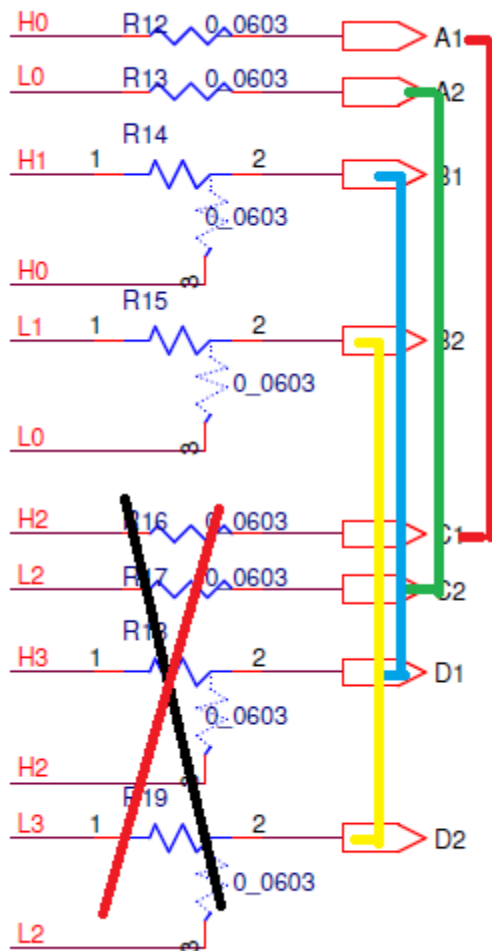 H0 R12 0_0603 A1
L0 R13 0_0603 A2
R14
H1 1 2 B1
0_0603
H0 3
R15
L1 1 2 B2
0_0603
L0 3
H2 R16 0_0603 C1
L2 R17 0_0603 C2
R18
H3 1 2 D1
0_0603
H2 3
R19
L3 1 2 D2
0_0603
L2 3